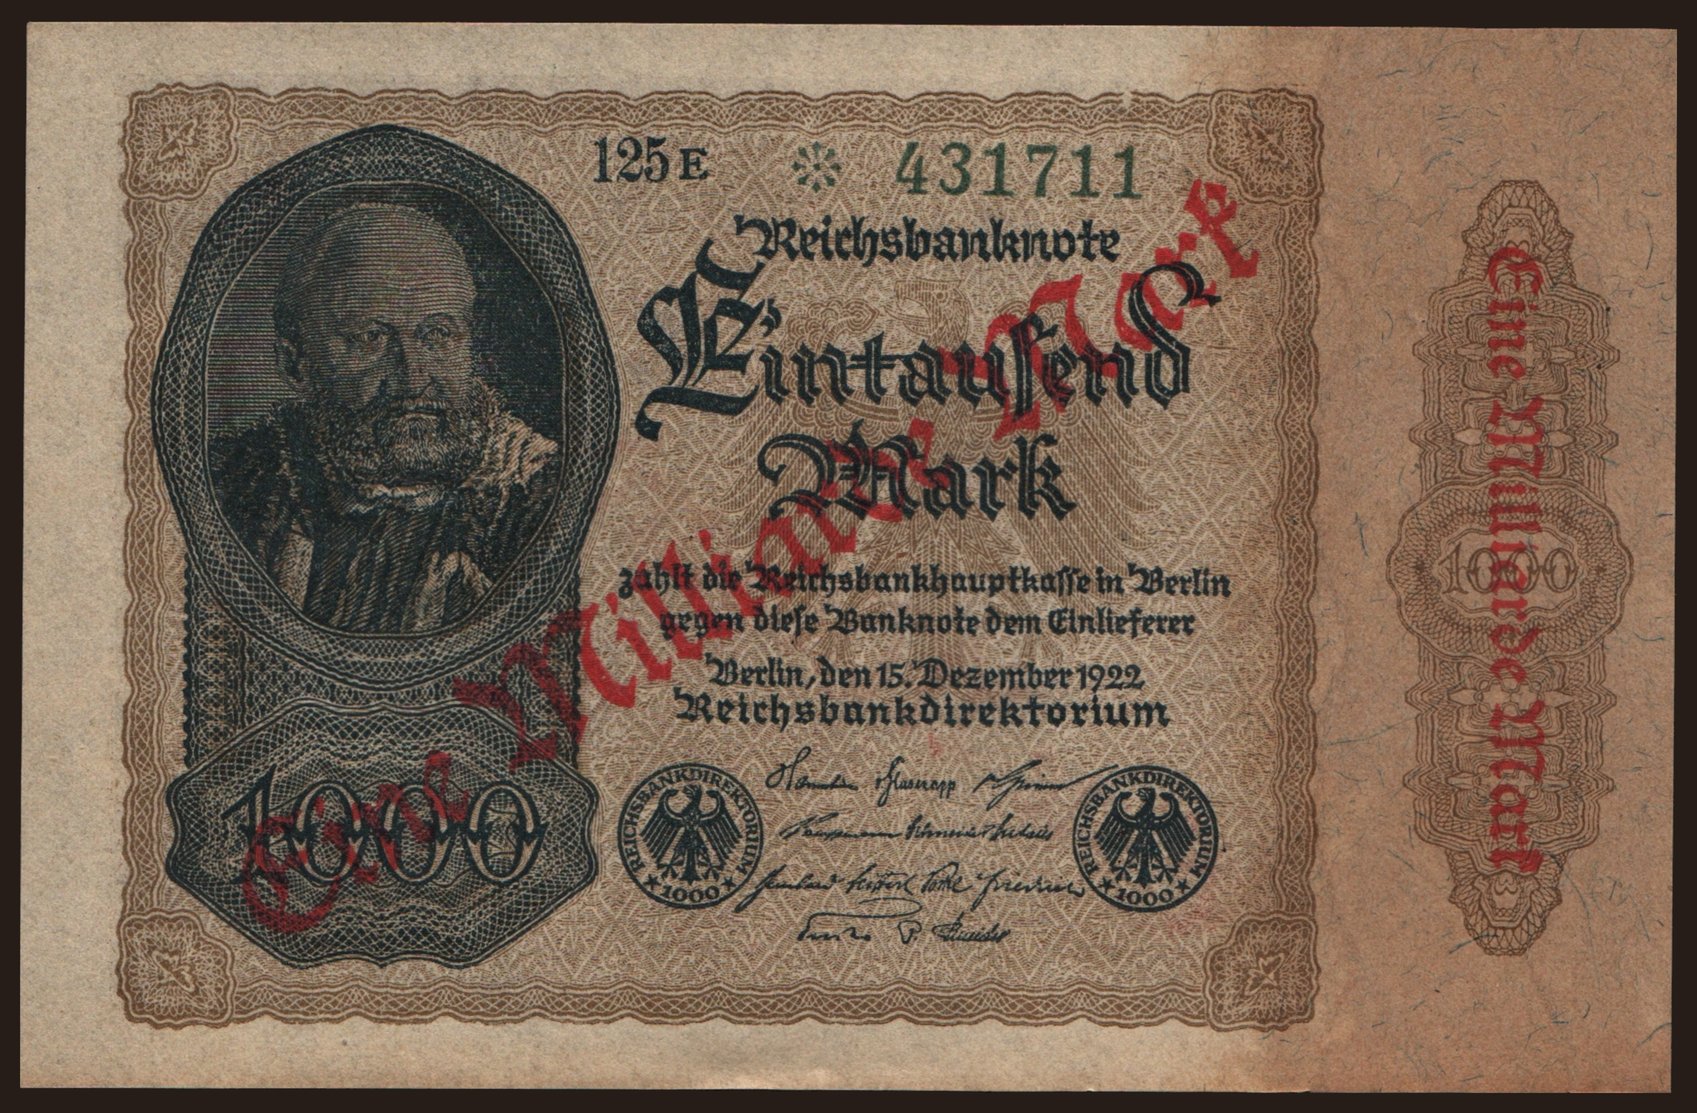 125E * 431711
Reichsbanknote
Eintausend
Mark
zahlt die Reichsbankhauptkasse in Berlin
gegen diese Banknote dem Einlieferer
Berlin, den 15. Dezember 1922
Reichsbankdirektorium
REICHSBANKDIREKTORIUM
★ 1000 ★
REICHSBANKDIREKTORIUM
★ 1000 ★
1000
Eine Milliarde Mark
Eine Milliarde Mark
1000